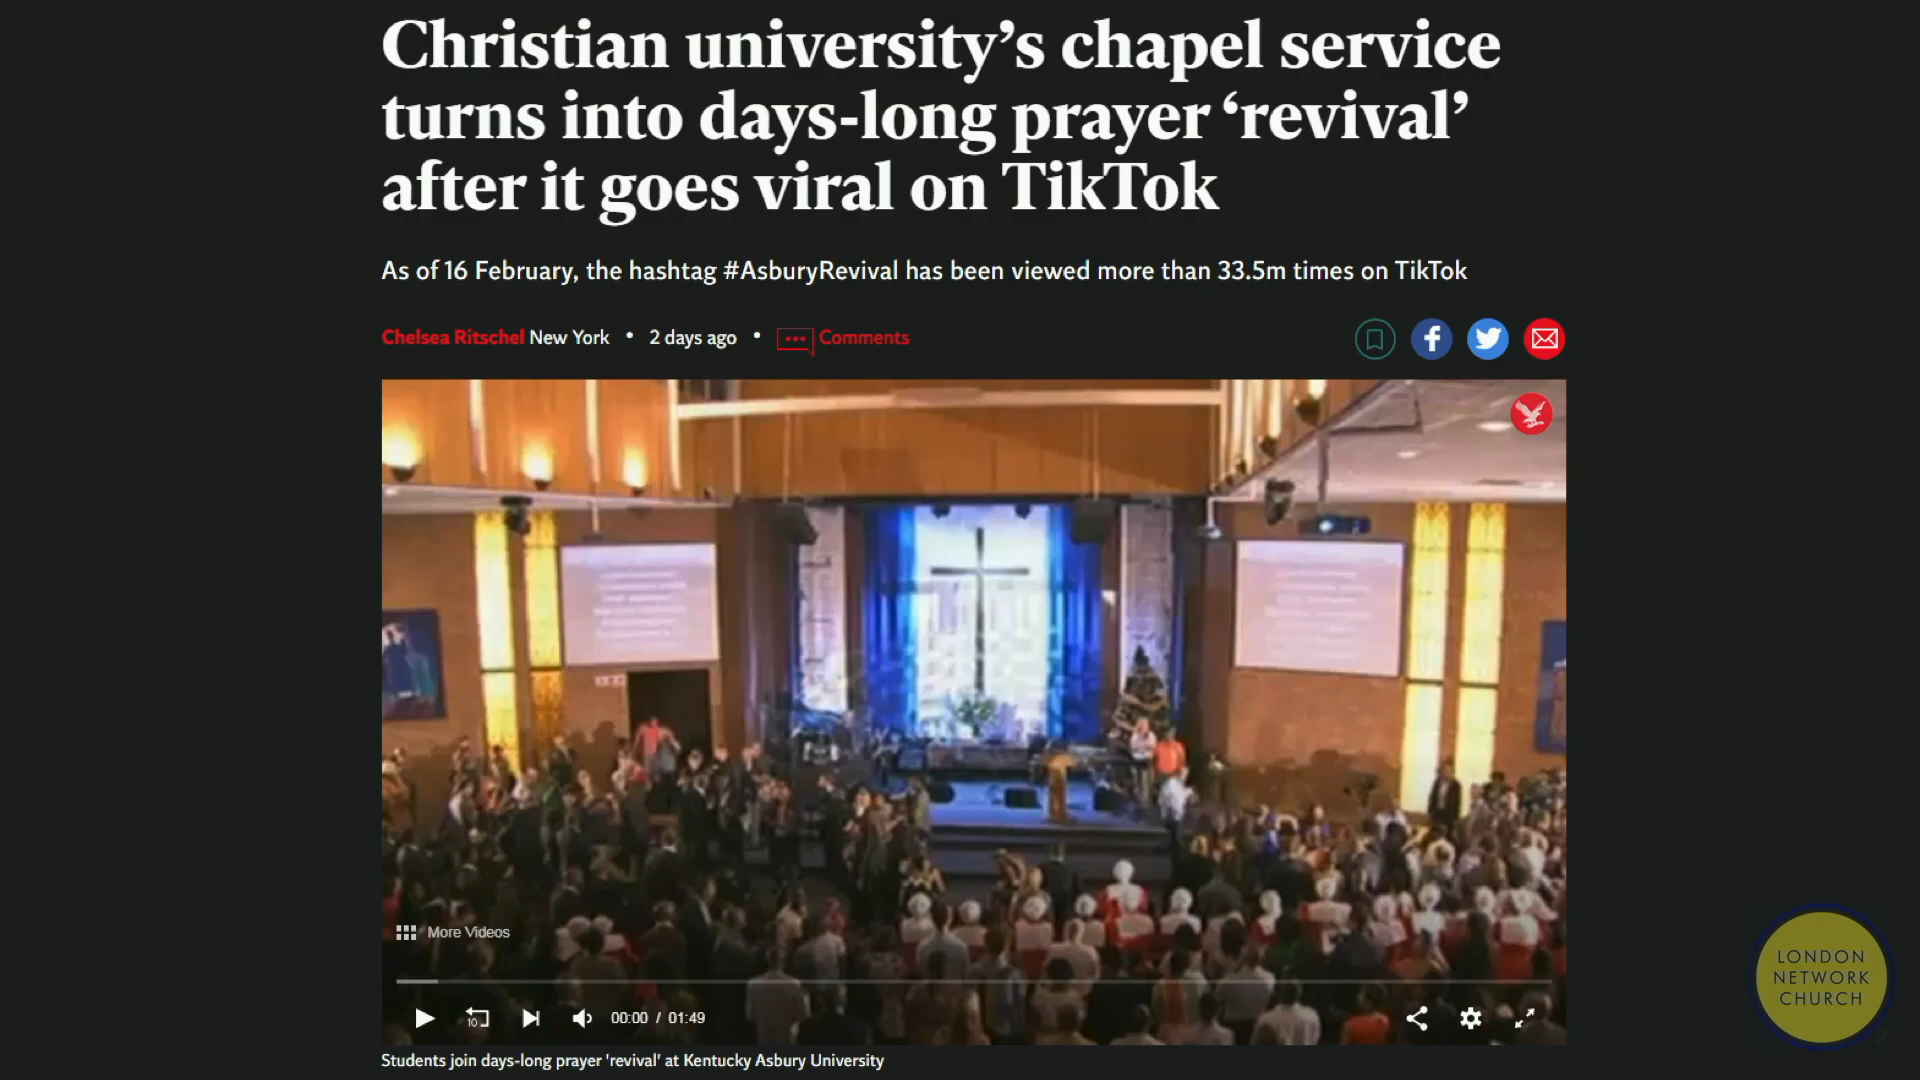 Christian university’s chapel service
turns into days-long prayer ‘revival’
after it goes viral on TikTok
As of 16 February, the hashtag #AsburyRevival has been viewed more than 33.5m times on TikTok
Chelsea Ritschel New York • 2 days ago • Comments
More Videos
10
00:00 / 01:49
Students join days-long prayer 'revival' at Kentucky Asbury University
LONDON
NETWORK
CHURCH